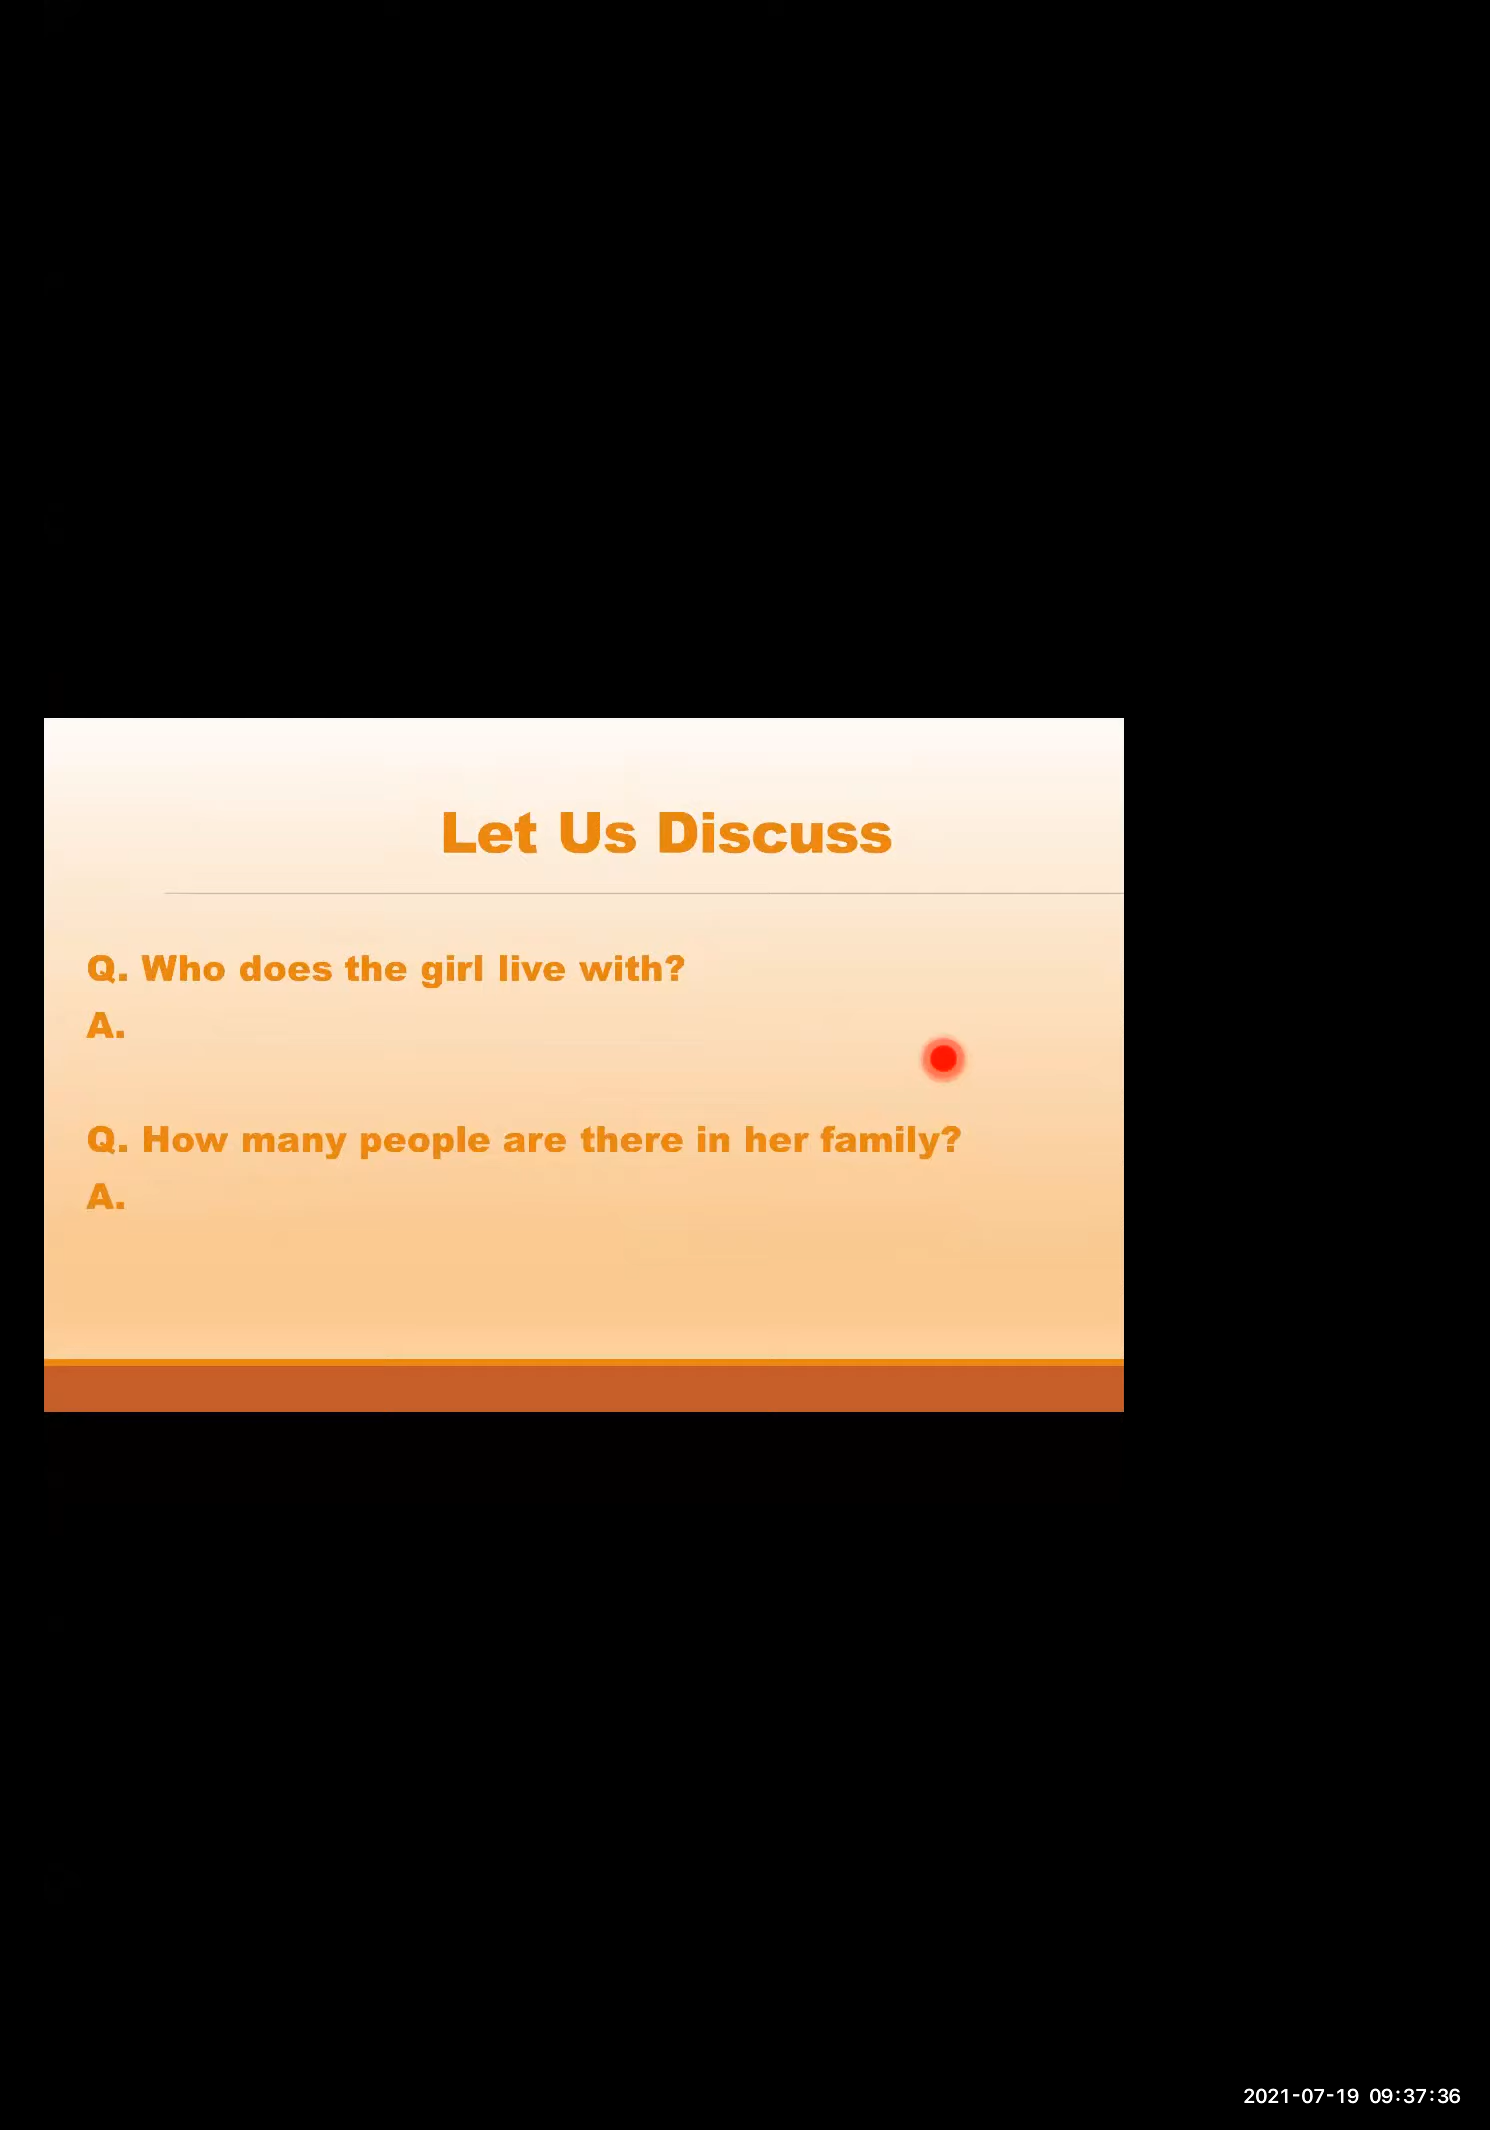 Let Us Discuss
Q. Who does the girl live with?
A.
Q. How many people are there in her family?
A.
2021-07-19 09:37:36